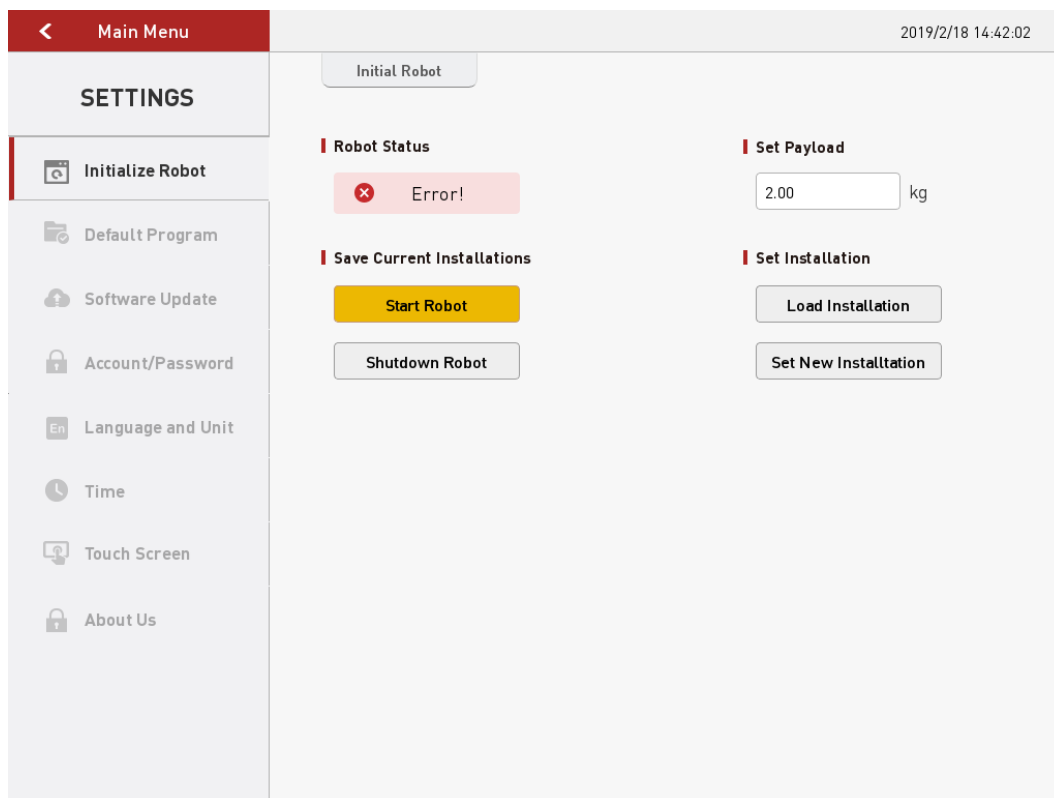 Main Menu
2019/2/18 14:42:02
SETTINGS
Initial Robot
Initialize Robot
Default Program
Software Update
Account/Password
En
Language and Unit
Time
Touch Screen
About Us
Robot Status
Error!
Set Payload
2.00 kg
Save Current Installations
Start Robot
Shutdown Robot
Set Installation
Load Installation
Set New Installtation